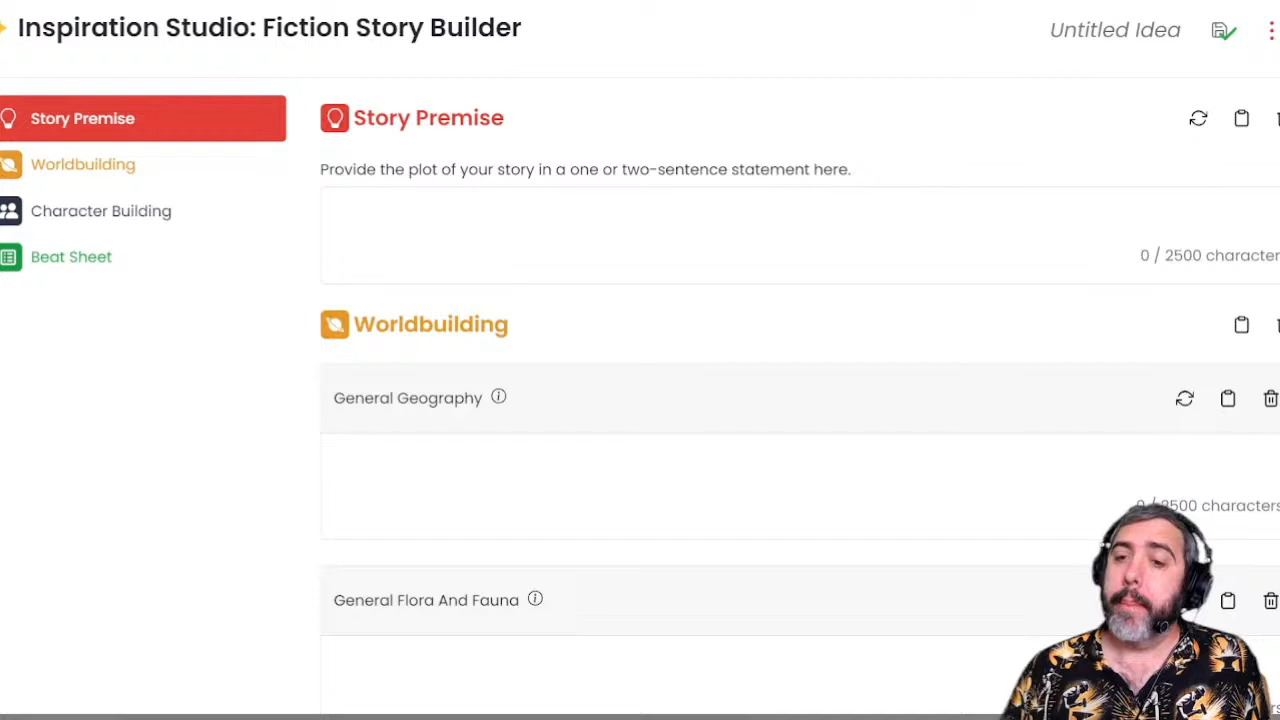 Inspiration Studio: Fiction Story Builder
Untitled Idea
Story Premise
Worldbuilding
Character Building
Beat Sheet
Story Premise
Provide the plot of your story in a one or two-sentence statement here.
0 / 2500 character
Worldbuilding
General Geography
0 / 2500 characters
General Flora And Fauna